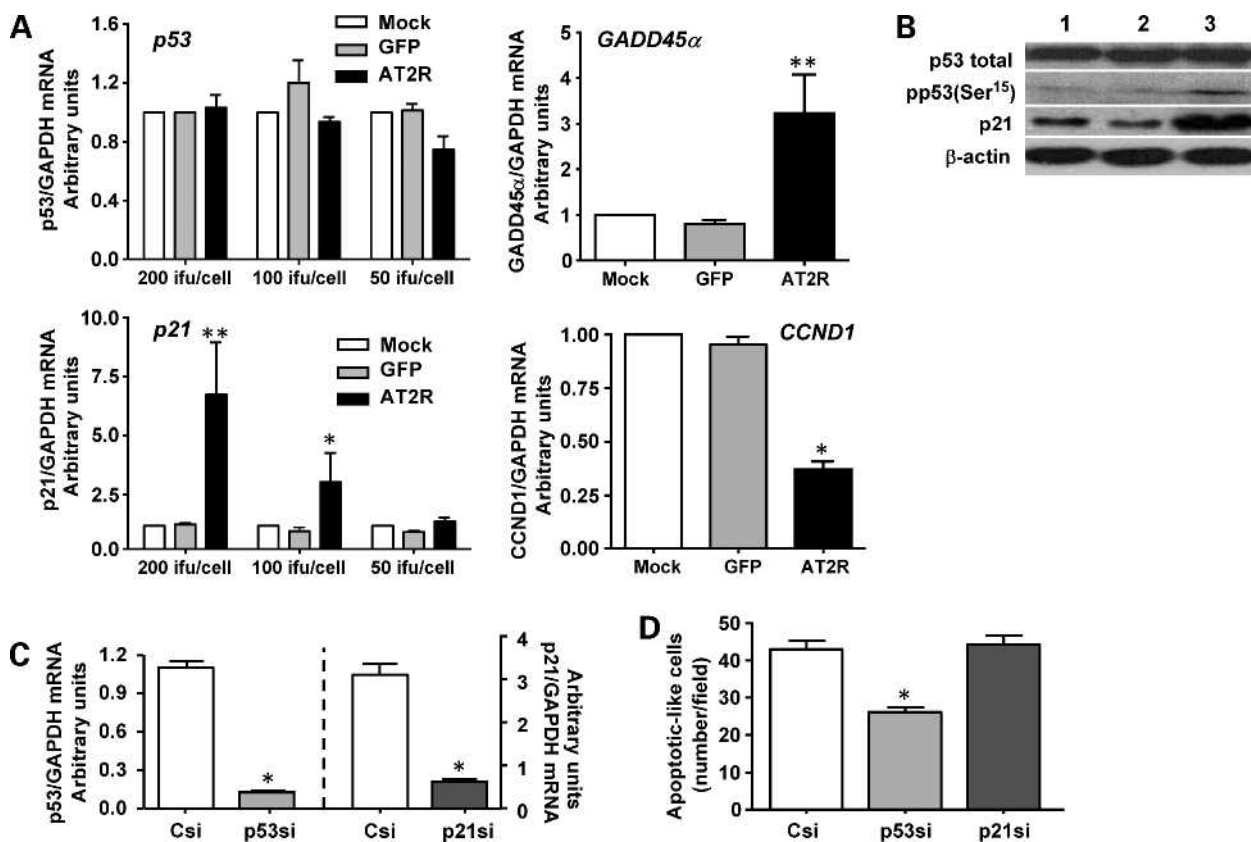 A
p53
Mock
GFP
AT2R
p53/GAPDH mRNA
Arbitrary units
1.6
1.2
0.8
0.4
0.0
200 ifu/cell 100 ifu/cell 50 ifu/cell
GADD45α
**
GADD45α/GAPDH mRNA
Arbitrary units
5
4
3
2
1
0
Mock GFP AT2R
B
1 2 3
p53 total
pp53(Ser15)
p21
β-actin
p21
**
*
Mock
GFP
AT2R
p21/GAPDH mRNA
Arbitrary units
10.0
7.5
5.0
2.5
0.0
200 ifu/cell 100 ifu/cell 50 ifu/cell
CCND1
*
CCND1/GAPDH mRNA
Arbitrary units
1.00
0.75
0.50
0.25
0.00
Mock GFP AT2R
C
p53/GAPDH mRNA
Arbitrary units
1.2
0.9
0.6
0.3
0.0
*
*
4
3
2
1
0
Arbitrary units
p21/GAPDH mRNA
Csi p53si Csi p21si
D
Apoptotic-like cells
(number/field)
50
40
30
20
10
0
*
Csi p53si p21si